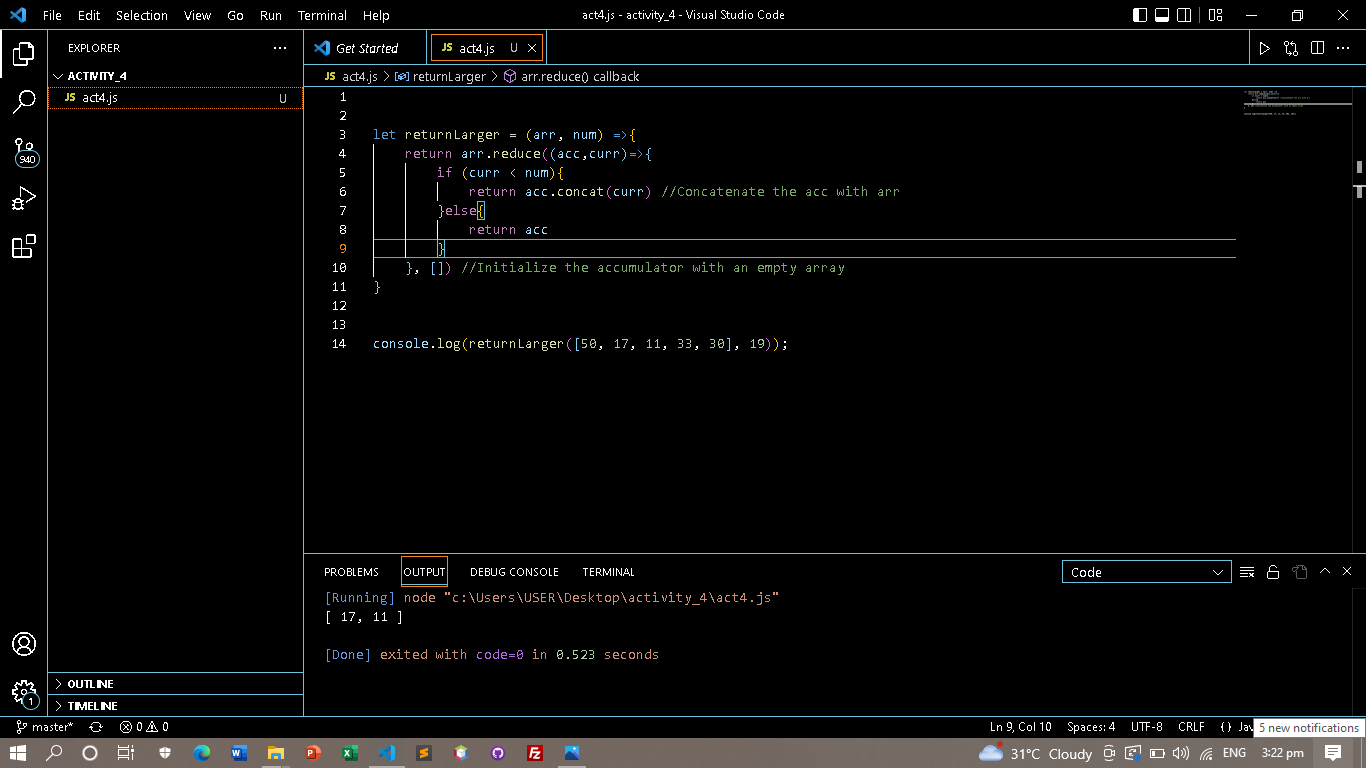 File Edit Selection View Go Run Terminal Help act4.js - activity_4 - Visual Studio Code
EXPLORER ···
ACTIVITY_4
JS act4.js U
OUTLINE
TIMELINE
940
1
Get Started JS act4.js U
JS act4.js > returnLarger > arr.reduce() callback
1
2
3 let returnLarger = (arr, num) =>{
4 return arr.reduce((acc,curr)=>{
5 if (curr < num){
6 return acc.concat(curr) //Concatenate the acc with arr
7 }else{
8 return acc
9 }
10 }, []) //Initialize the accumulator with an empty array
11 }
12
13
14 console.log(returnLarger([50, 17, 11, 33, 30], 19));
PROBLEMS OUTPUT DEBUG CONSOLE TERMINAL Code
[Running] node "c:\Users\USER\Desktop\activity_4\act4.js"
[ 17, 11 ]
[Done] exited with code=0 in 0.523 seconds
master* 0 0 Ln 9, Col 10 Spaces: 4 UTF-8 CRLF {} Jav
5 new notifications
31°C Cloudy ENG 3:22 pm